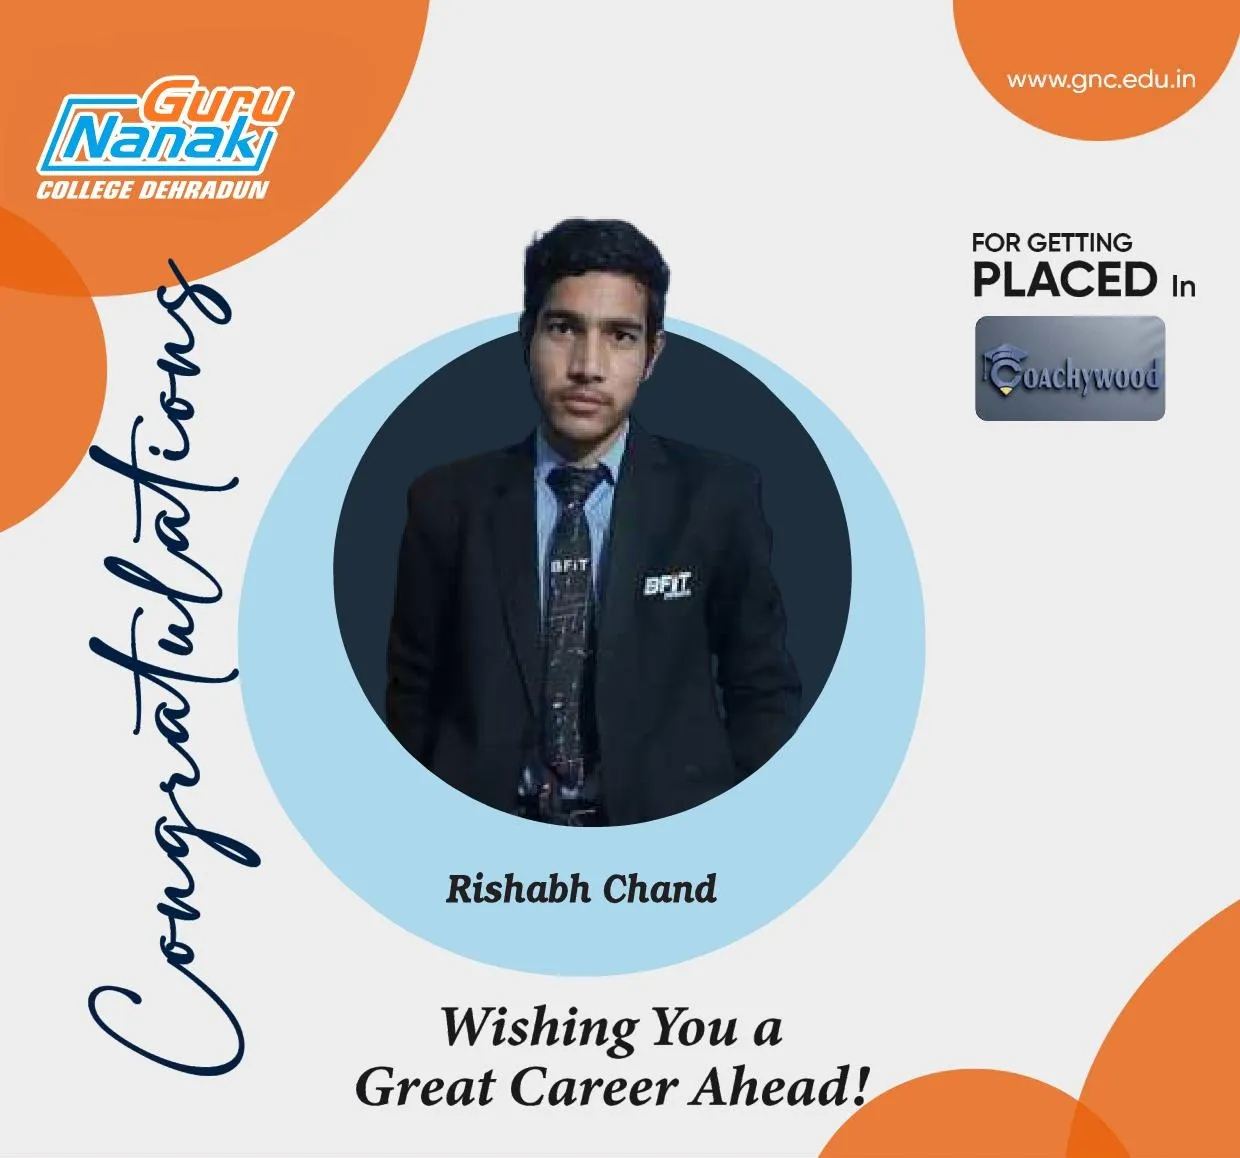 Guru
Nanak
COLLEGE DEHRADUN
www.gnc.edu.in
Congratulations
FOR GETTING
PLACED In
COACHYWOOD
BFIT
BFIT
Rishabh Chand
Wishing You a
Great Career Ahead!